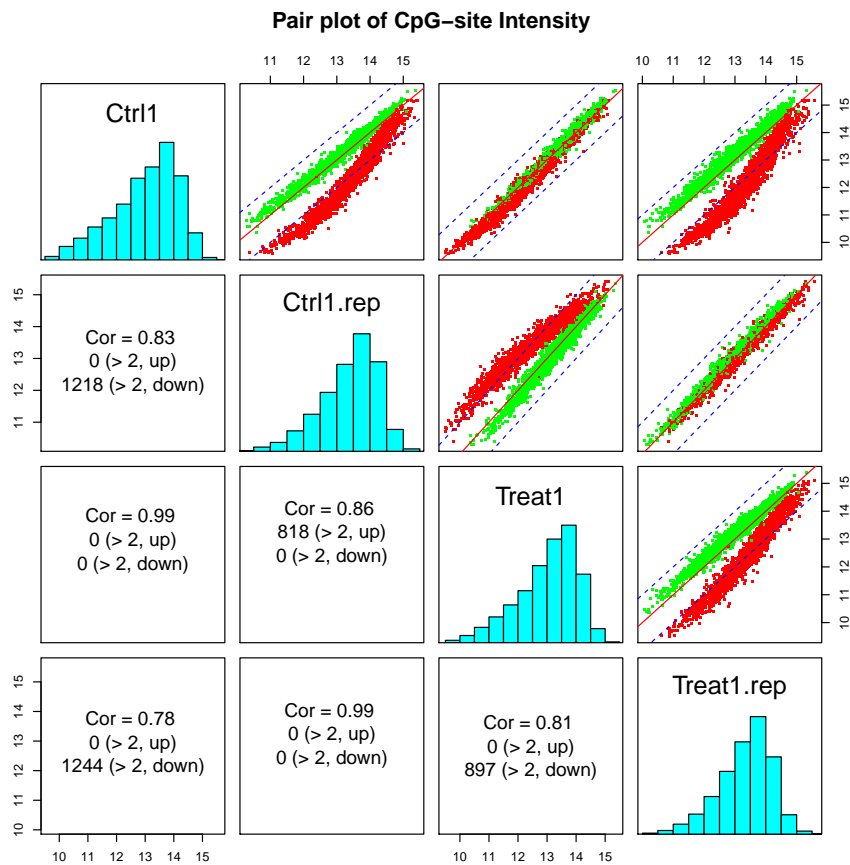 Pair plot of CpG−site Intensity
11 12 13 14 15
10 11 12 13 14 15
Ctrl1
10 11 12 13 14 15
Ctrl1.rep
11 12 13 14 15
Cor = 0.83
0 (> 2, up)
1218 (> 2, down)
Treat1
10 11 12 13 14 15
Cor = 0.99
0 (> 2, up)
0 (> 2, down)
Cor = 0.86
818 (> 2, up)
0 (> 2, down)
Treat1.rep
10 11 12 13 14 15
Cor = 0.78
0 (> 2, up)
1244 (> 2, down)
Cor = 0.99
0 (> 2, up)
0 (> 2, down)
Cor = 0.81
0 (> 2, up)
897 (> 2, down)
10 11 12 13 14 15
10 11 12 13 14 15